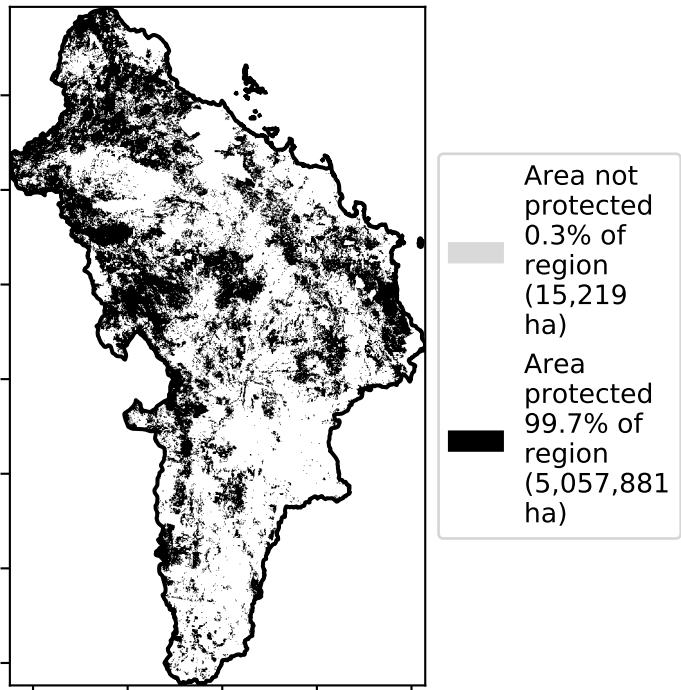 Area not
protected
0.3% of
region
(15,219
ha)
Area
protected
99.7% of
region
(5,057,881
ha)